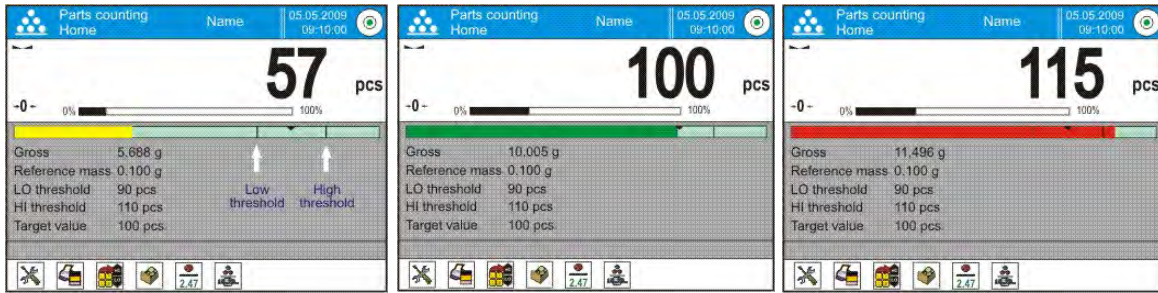 Parts counting
Home
Name
05.05.2009
09:10:00
57 pcs
-0-
0% 100%
Gross 5.688 g
Reference mass 0.100 g
LO threshold 90 pcs
HI threshold 110 pcs
Target value 100 pcs
Low threshold
High threshold
2.47
Parts counting
Home
Name
05.05.2009
09:10:00
100 pcs
-0-
0% 100%
Gross 10.005 g
Reference mass 0.100 g
LO threshold 90 pcs
HI threshold 110 pcs
Target value 100 pcs
2.47
Parts counting
Home
Name
05.05.2009
09:10:00
115 pcs
-0-
0% 100%
Gross 11,496 g
Reference mass 0.100 g
LO threshold 90 pcs
HI threshold 110 pcs
Target value 100 pcs
2.47